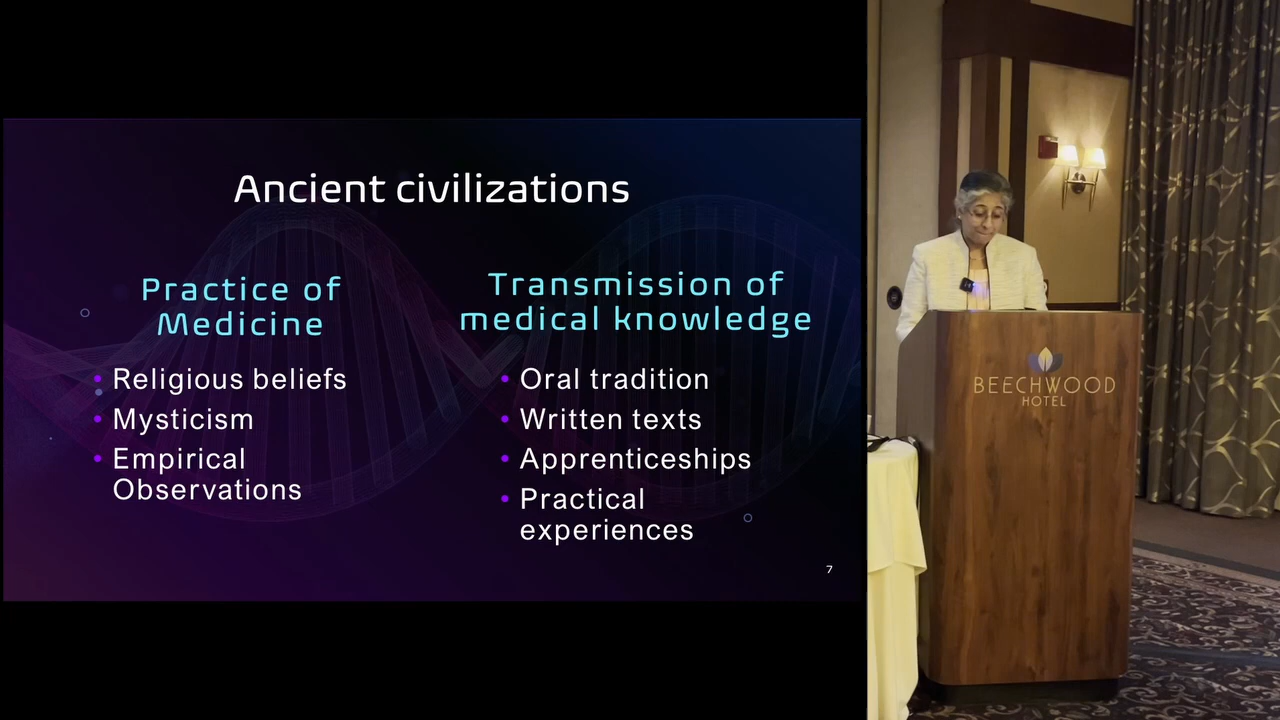 Ancient civilizations
Practice of
Medicine
Religious beliefs
Mysticism
Empirical
Observations
Transmission of
medical knowledge
Oral tradition
Written texts
Apprenticeships
Practical
experiences
7
BEECHWOOD
HOTEL